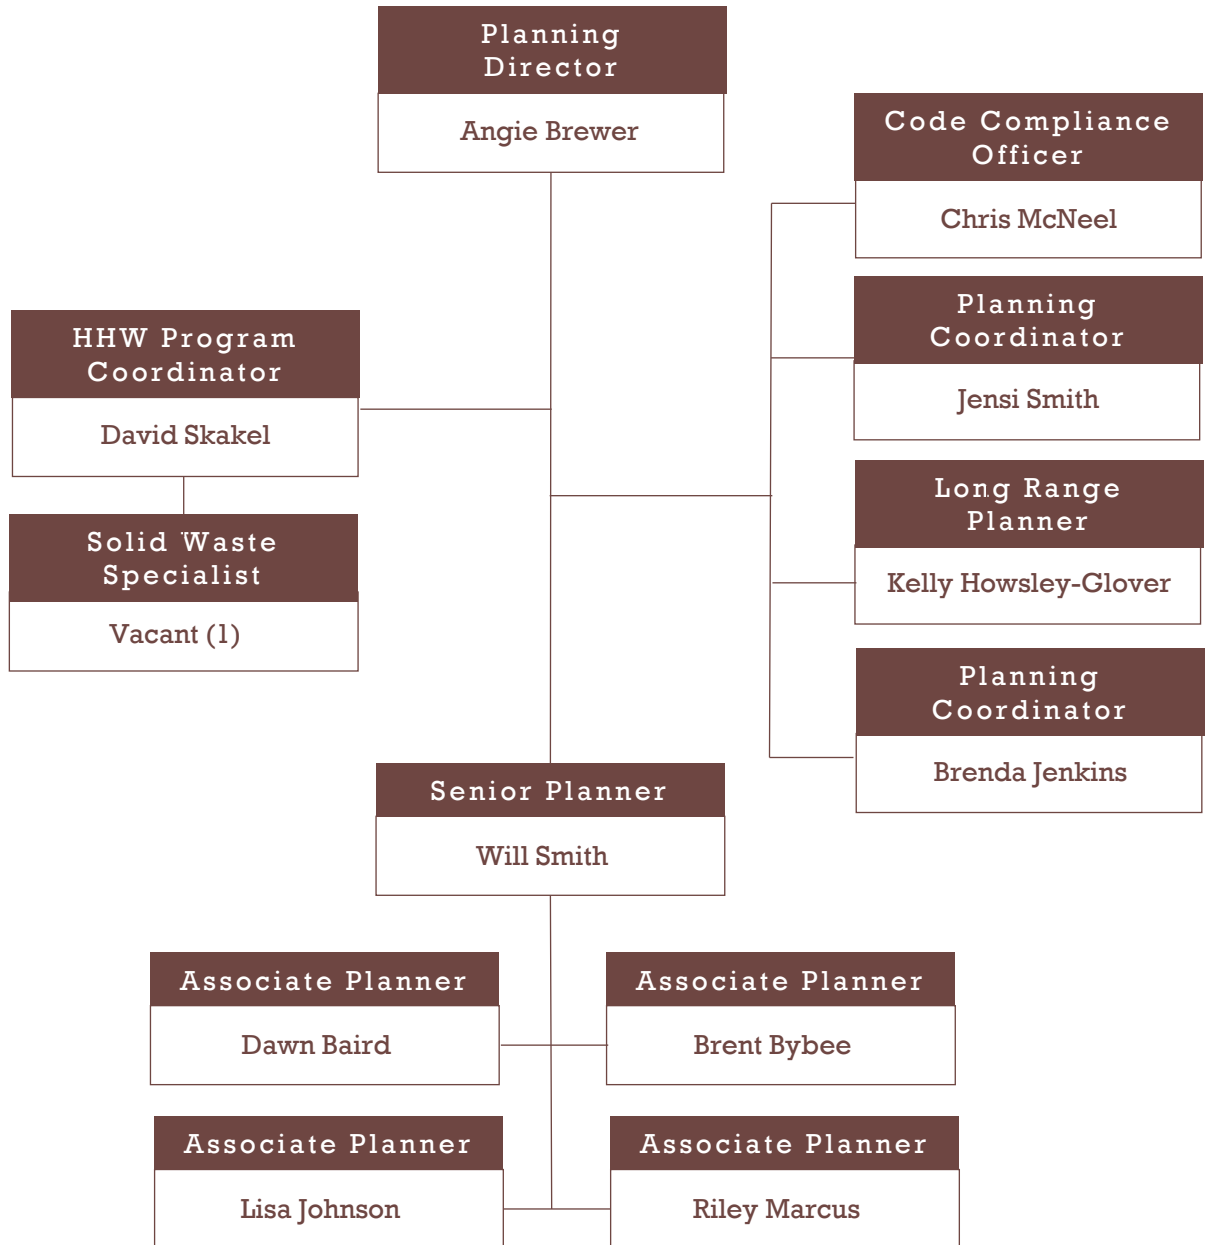 Planning
Director
Angie Brewer
Code Compliance
Officer
Chris McNeel
Planning
Coordinator
Jensi Smith
HHW Program
Coordinator
David Skakel
Long Range
Planner
Kelly Howsley-Glover
Solid Waste
Specialist
Vacant (1)
Planning
Coordinator
Brenda Jenkins
Senior Planner
Will Smith
Associate Planner
Dawn Baird
Associate Planner
Brent Bybee
Associate Planner
Lisa Johnson
Associate Planner
Riley Marcus